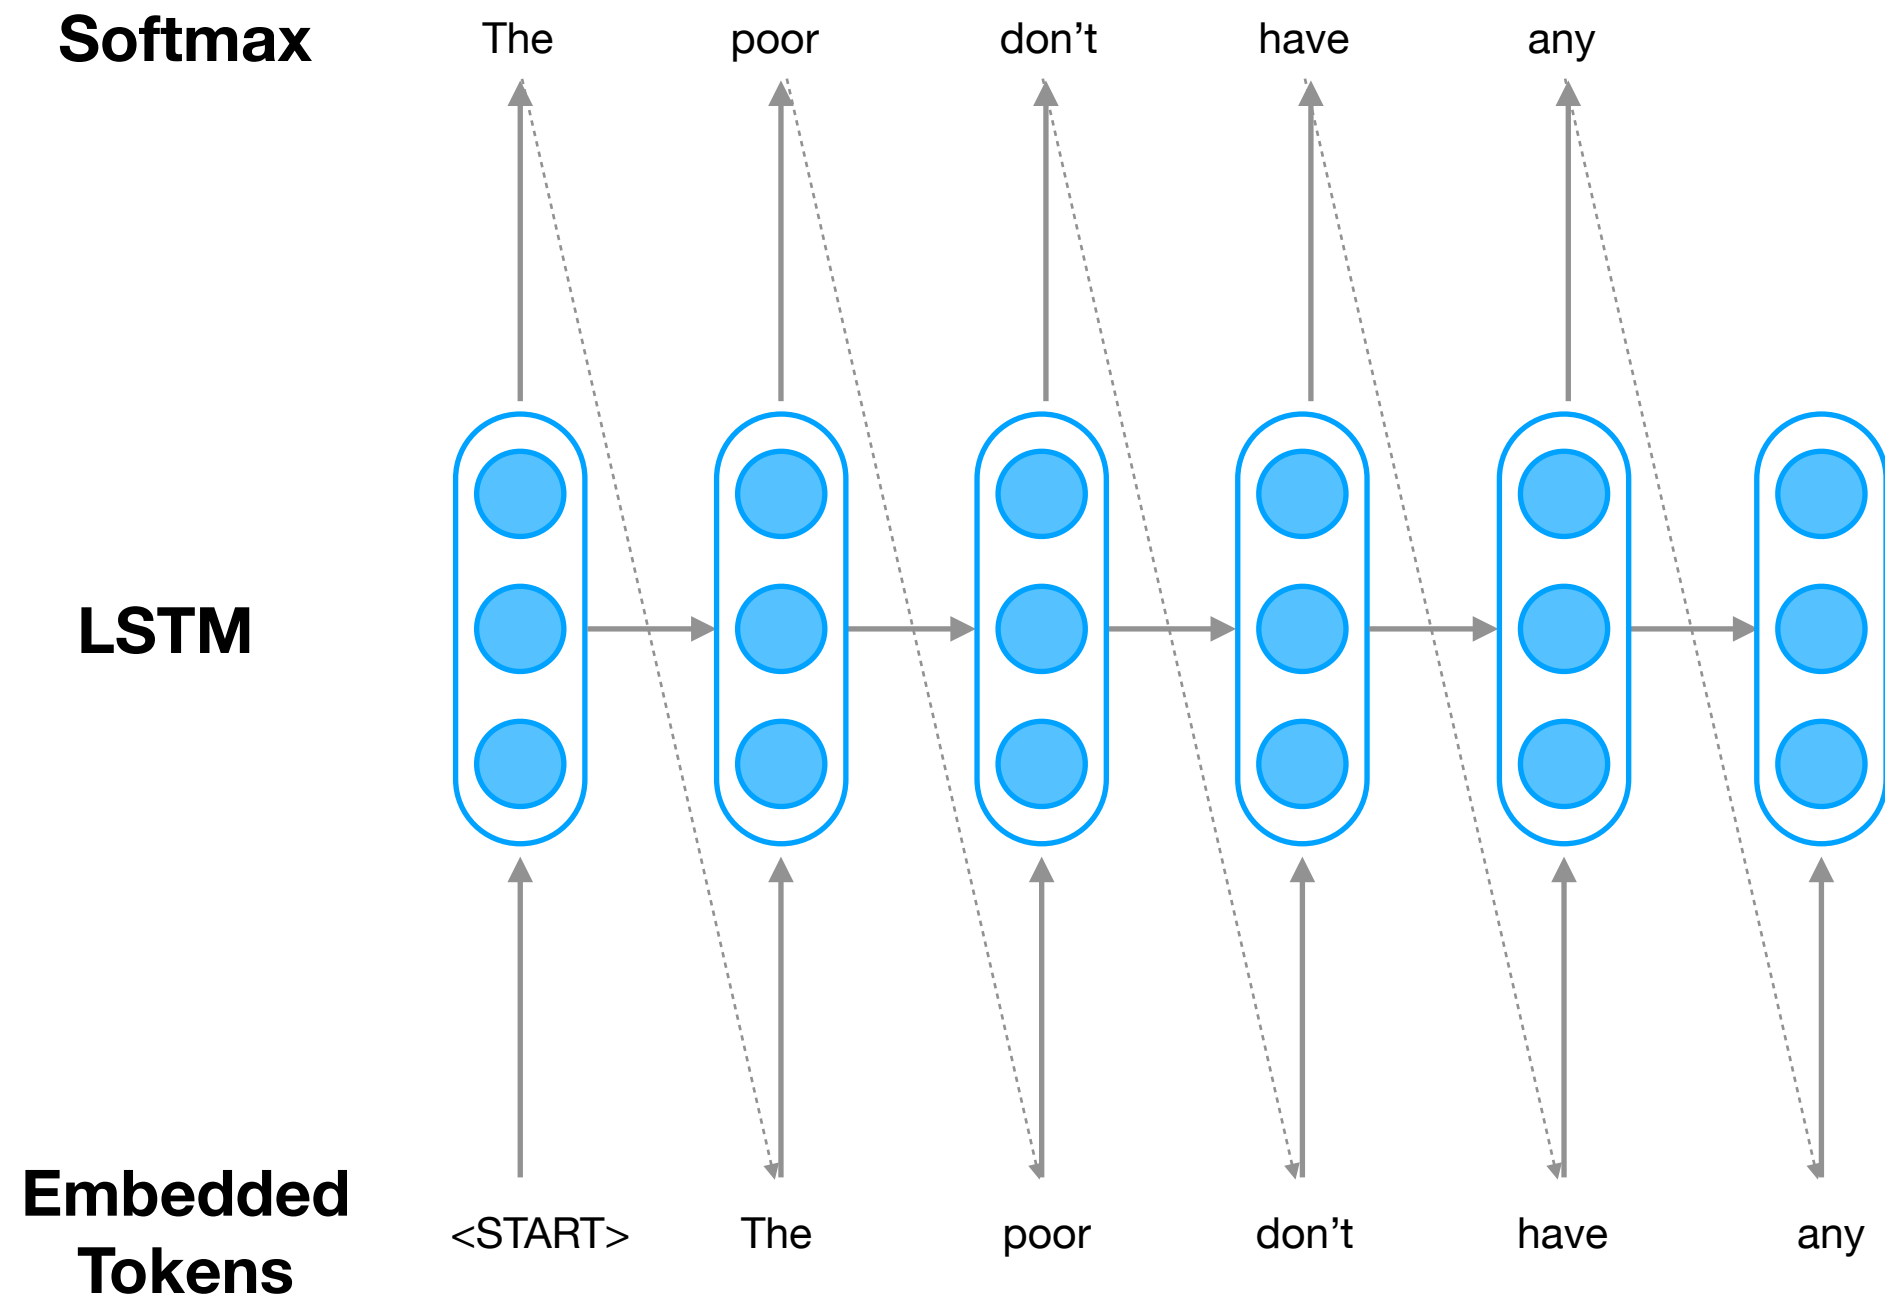 Softmax
The poor don’t have any
LSTM
Embedded
Tokens
<START> The poor don’t have any